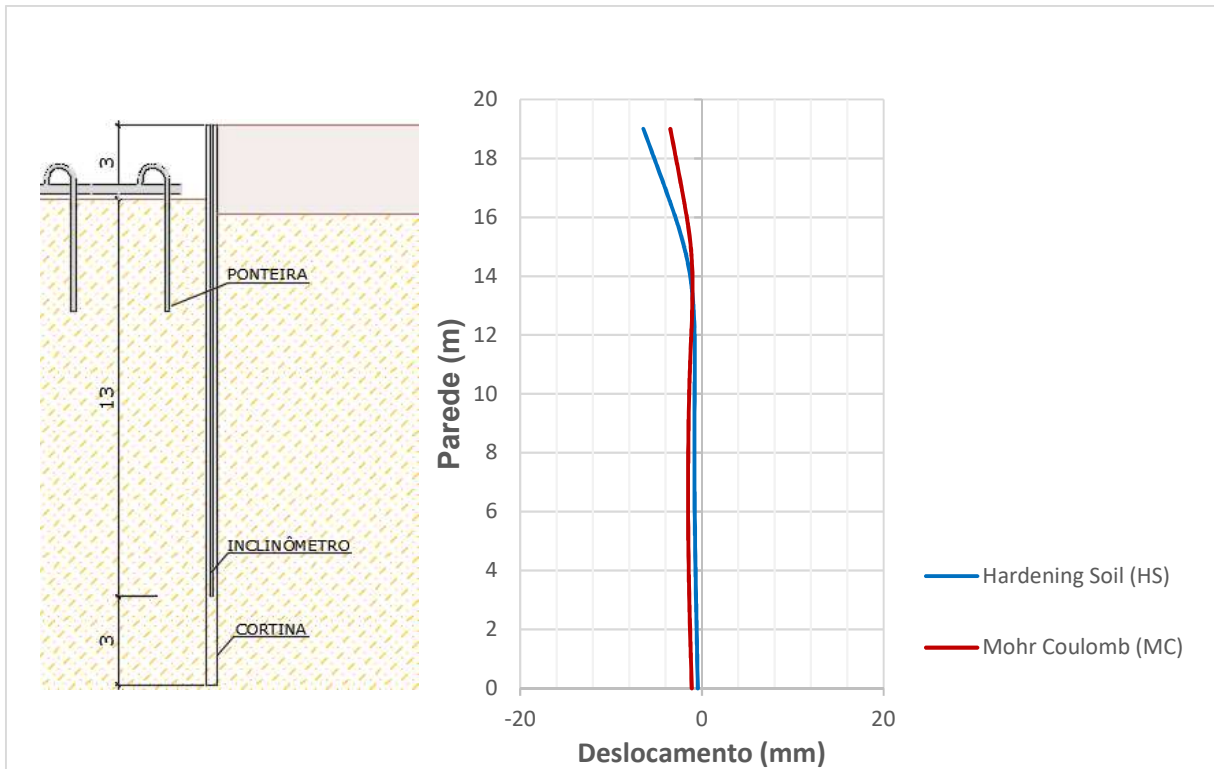 3
PONTEIRA
13
INCLINÔMETRO
3
CORTINA
Parede (m)
20
18
16
14
12
10
8
6
4
2
0
-20
0
20
Deslocamento (mm)
Hardening Soil (HS)
Mohr Coulomb (MC)